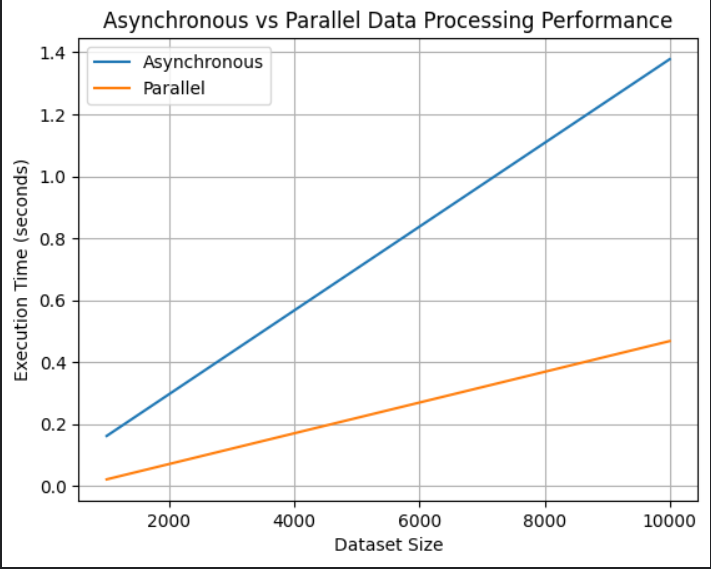 Asynchronous vs Parallel Data Processing Performance
Asynchronous
Parallel
1.4
1.2
1.0
0.8
0.6
0.4
0.2
0.0
Execution Time (seconds)
2000 4000 6000 8000 10000
Dataset Size